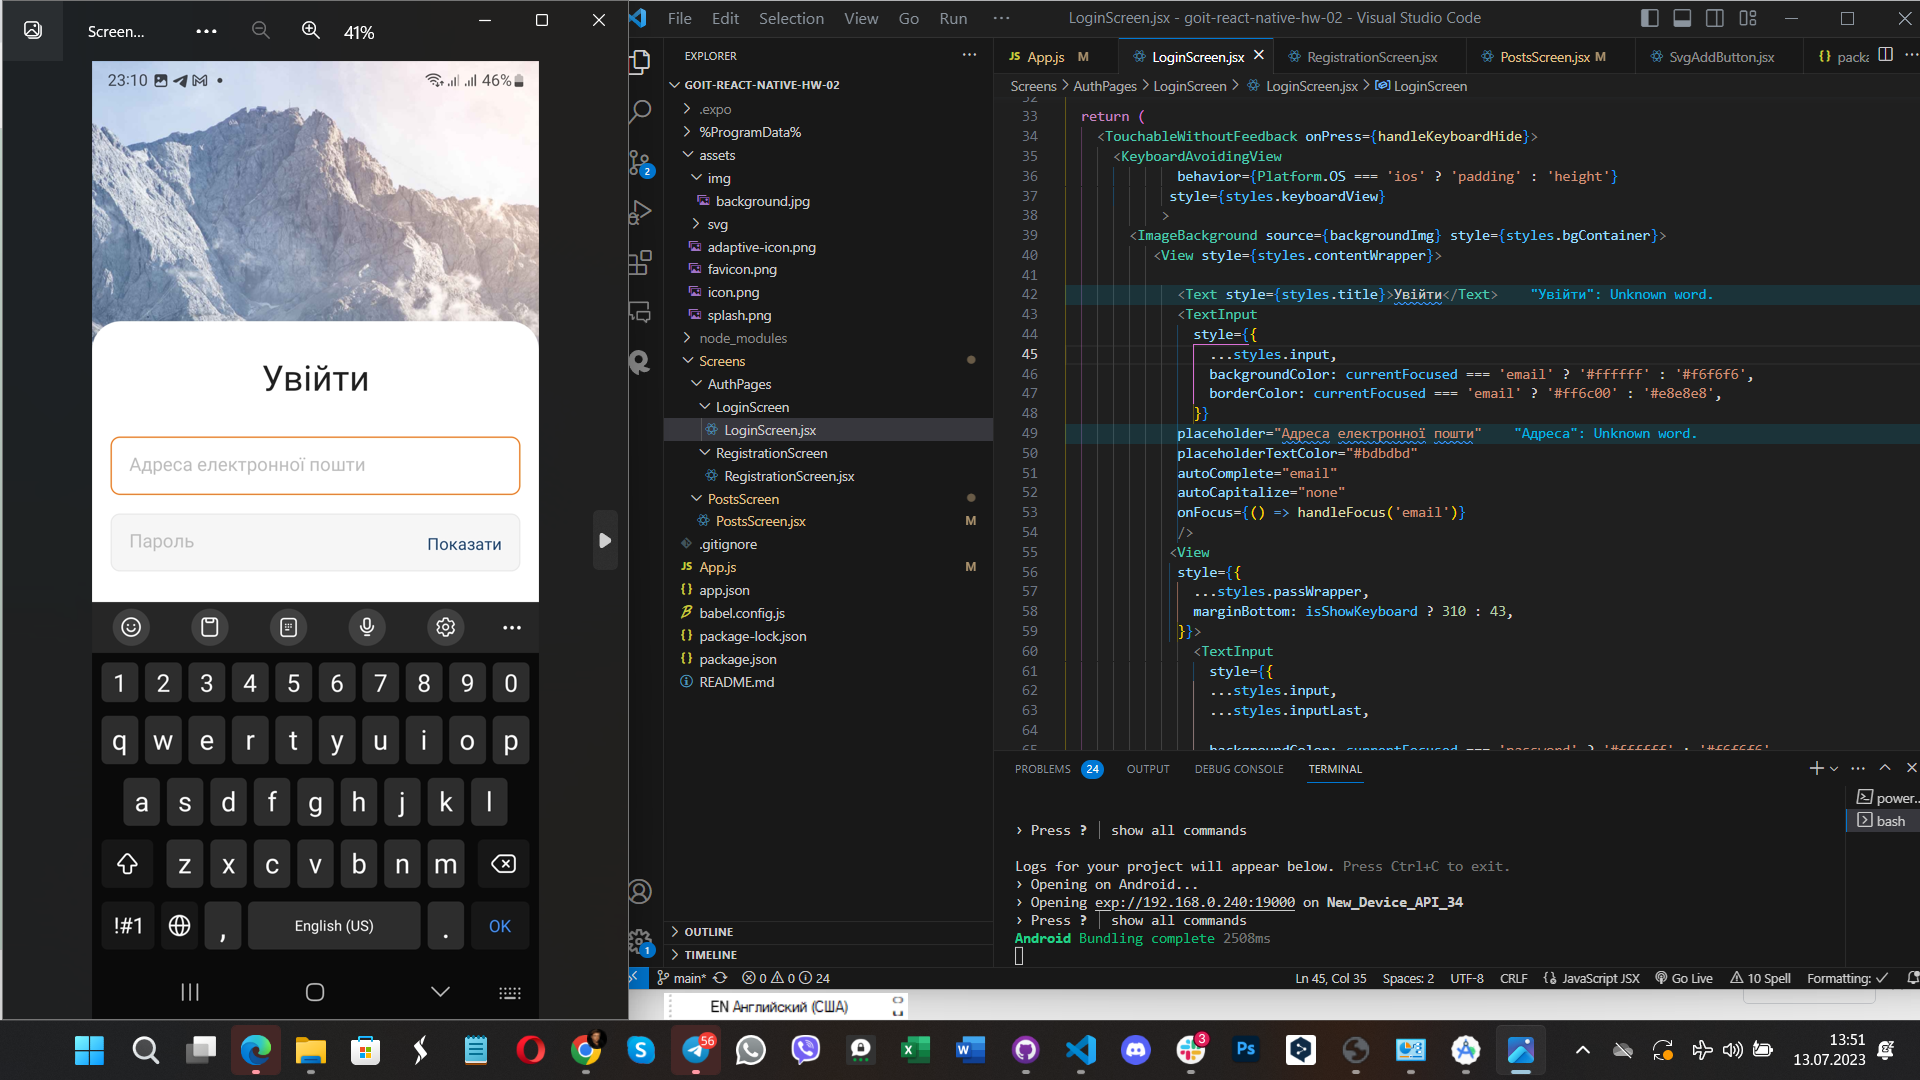 Screen...
41%
23:10
46%
Увійти
Адреса електронної пошти
Пароль
Показати
1 2 3 4 5 6 7 8 9 0
q w e r t y u i o p
a s d f g h j k l
z x c v b n m
!#1 , English (US) . OK
File Edit Selection View Go Run ···
LoginScreen.jsx - goit-react-native-hw-02 - Visual Studio Code
EXPLORER
GOIT-REACT-NATIVE-HW-02
.expo
%ProgramData%
assets
img
background.jpg
svg
adaptive-icon.png
favicon.png
icon.png
splash.png
node_modules
Screens
AuthPages
LoginScreen
LoginScreen.jsx
RegistrationScreen
RegistrationScreen.jsx
PostsScreen
PostsScreen.jsx M
.gitignore
JS App.js M
{} app.json
babel.config.js
{} package-lock.json
{} package.json
README.md
OUTLINE
TIMELINE
2
1
JS App.js M LoginScreen.jsx RegistrationScreen.jsx PostsScreen.jsx M SvgAddButton.jsx {} packa
Screens > AuthPages > LoginScreen > LoginScreen.jsx > LoginScreen
32
33 return (
34 <TouchableWithoutFeedback onPress={handleKeyboardHide}>
35 <KeyboardAvoidingView
36 behavior={Platform.OS === 'ios' ? 'padding' : 'height'}
37 style={styles.keyboardView}
38 >
39 <ImageBackground source={backgroundImg} style={styles.bgContainer}>
40 <View style={styles.contentWrapper}>
41
42 <Text style={styles.title}>Увійти</Text> "Увійти": Unknown word.
43 <TextInput
44 style={{
45 ...styles.input,
46 backgroundColor: currentFocused === 'email' ? '#ffffff' : '#f6f6f6',
47 borderColor: currentFocused === 'email' ? '#ff6c00' : '#e8e8e8',
48 }}
49 placeholder="Адреса електронної пошти" "Адреса": Unknown word.
50 placeholderTextColor="#bdbdbd"
51 autoComplete="email"
52 autoCapitalize="none"
53 onFocus={() => handleFocus('email')}
54 />
55 <View
56 style={{
57 ...styles.passWrapper,
58 marginBottom: isShowKeyboard ? 310 : 43,
59 }}>
60 <TextInput
61 style={{
62 ...styles.input,
63 ...styles.inputLast,
64
65 backgroundColor: currentFocused === 'password' ? '#ffffff' : '#f6f6f6'
PROBLEMS 24 OUTPUT DEBUG CONSOLE TERMINAL
› Press ? │ show all commands
Logs for your project will appear below. Press Ctrl+C to exit.
› Opening on Android...
› Opening exp://192.168.0.240:19000 on New_Device_API_34
› Press ? │ show all commands
Android Bundling complete 2508ms
power...
bash
main* 0 0 24
Ln 45, Col 35 Spaces: 2 UTF-8 CRLF {} JavaScript JSX Go Live 10 Spell Formatting: ✓
EN Английский (США)
56
3
Ps
13:51
13.07.2023